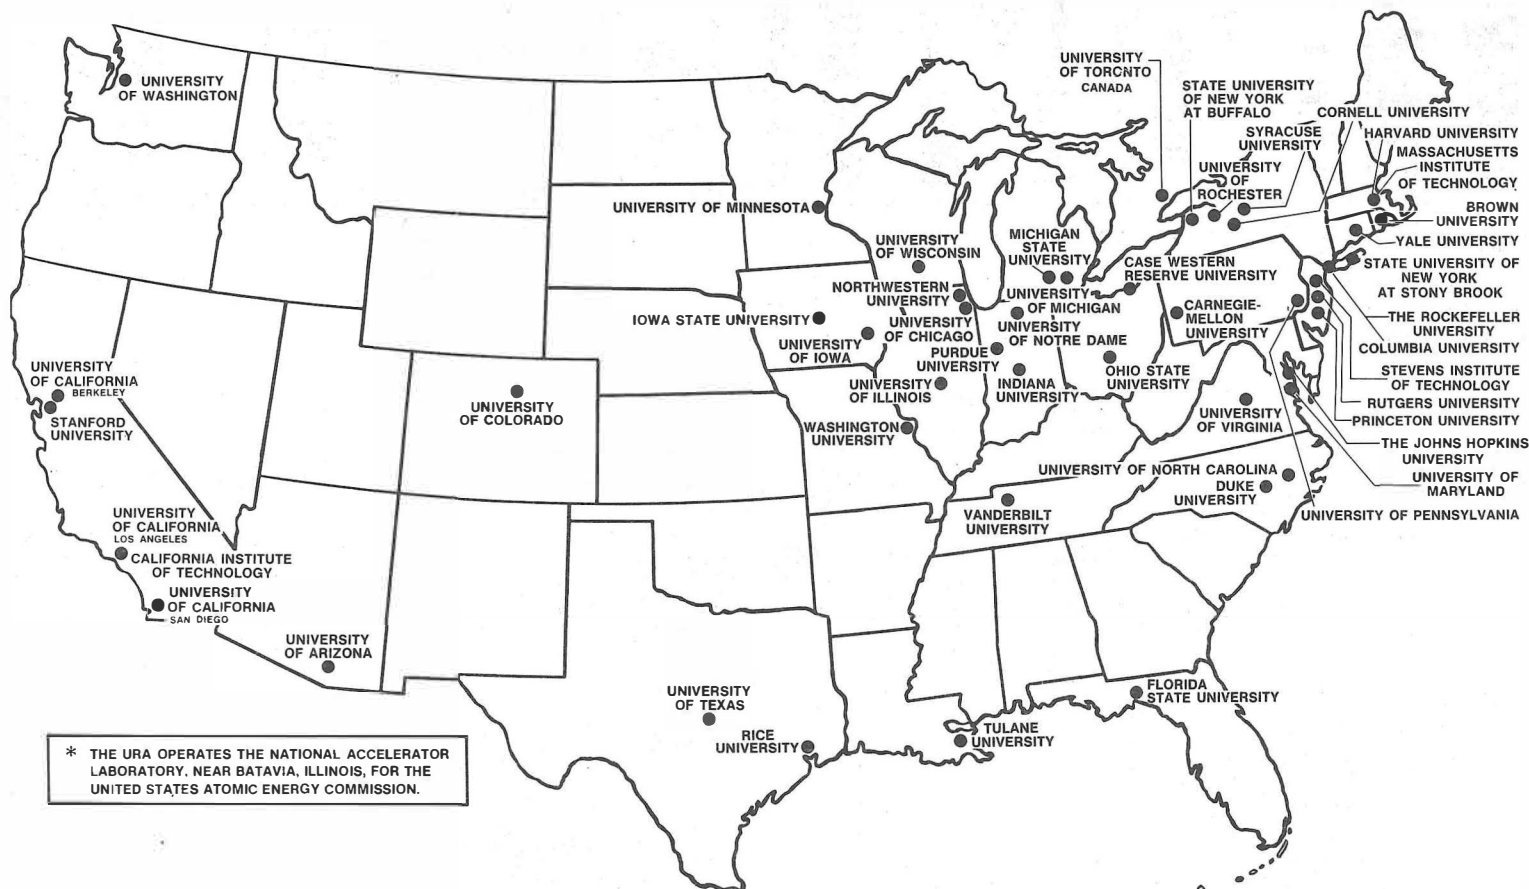 UNIVERSITY
OF WASHINGTON
UNIVERSITY
OF CALIFORNIA
BERKELEY
STANFORD
UNIVERSITY
UNIVERSITY
OF CALIFORNIA
LOS ANGELES
CALIFORNIA INSTITUTE
OF TECHNOLOGY
UNIVERSITY
OF CALIFORNIA
SAN DIEGO
UNIVERSITY
OF ARIZONA
UNIVERSITY
OF COLORADO
UNIVERSITY
OF TEXAS
RICE
UNIVERSITY
UNIVERSITY OF MINNESOTA
IOWA STATE UNIVERSITY
UNIVERSITY
OF IOWA
UNIVERSITY
OF WISCONSIN
NORTHWESTERN
UNIVERSITY
UNIVERSITY
OF CHICAGO
UNIVERSITY
OF ILLINOIS
WASHINGTON
UNIVERSITY
PURDUE
UNIVERSITY
INDIANA
UNIVERSITY
UNIVERSITY
OF NOTRE DAME
MICHIGAN
STATE
UNIVERSITY
UNIVERSITY
OF MICHIGAN
OHIO STATE
UNIVERSITY
CASE WESTERN
RESERVE UNIVERSITY
CARNEGIE-
MELLON
UNIVERSITY
UNIVERSITY
OF VIRGINIA
UNIVERSITY OF NORTH CAROLINA
DUKE
UNIVERSITY
VANDERBILT
UNIVERSITY
TULANE
UNIVERSITY
FLORIDA
STATE UNIVERSITY
UNIVERSITY
OF TORONTO
CANADA
STATE UNIVERSITY
OF NEW YORK
AT BUFFALO
UNIVERSITY
OF
ROCHESTER
SYRACUSE
UNIVERSITY
CORNELL UNIVERSITY
HARVARD UNIVERSITY
MASSACHUSETTS
INSTITUTE
OF TECHNOLOGY
BROWN
UNIVERSITY
YALE UNIVERSITY
STATE UNIVERSITY OF
NEW YORK
AT STONY BROOK
THE ROCKEFELLER
UNIVERSITY
COLUMBIA UNIVERSITY
STEVENS INSTITUTE
OF TECHNOLOGY
RUTGERS UNIVERSITY
PRINCETON UNIVERSITY
THE JOHNS HOPKINS
UNIVERSITY
UNIVERSITY OF
MARYLAND
UNIVERSITY OF PENNSYLVANIA
* THE URA OPERATES THE NATIONAL ACCELERATOR
LABORATORY, NEAR BATAVIA, ILLINOIS, FOR THE
UNITED STATES ATOMIC ENERGY COMMISSION.